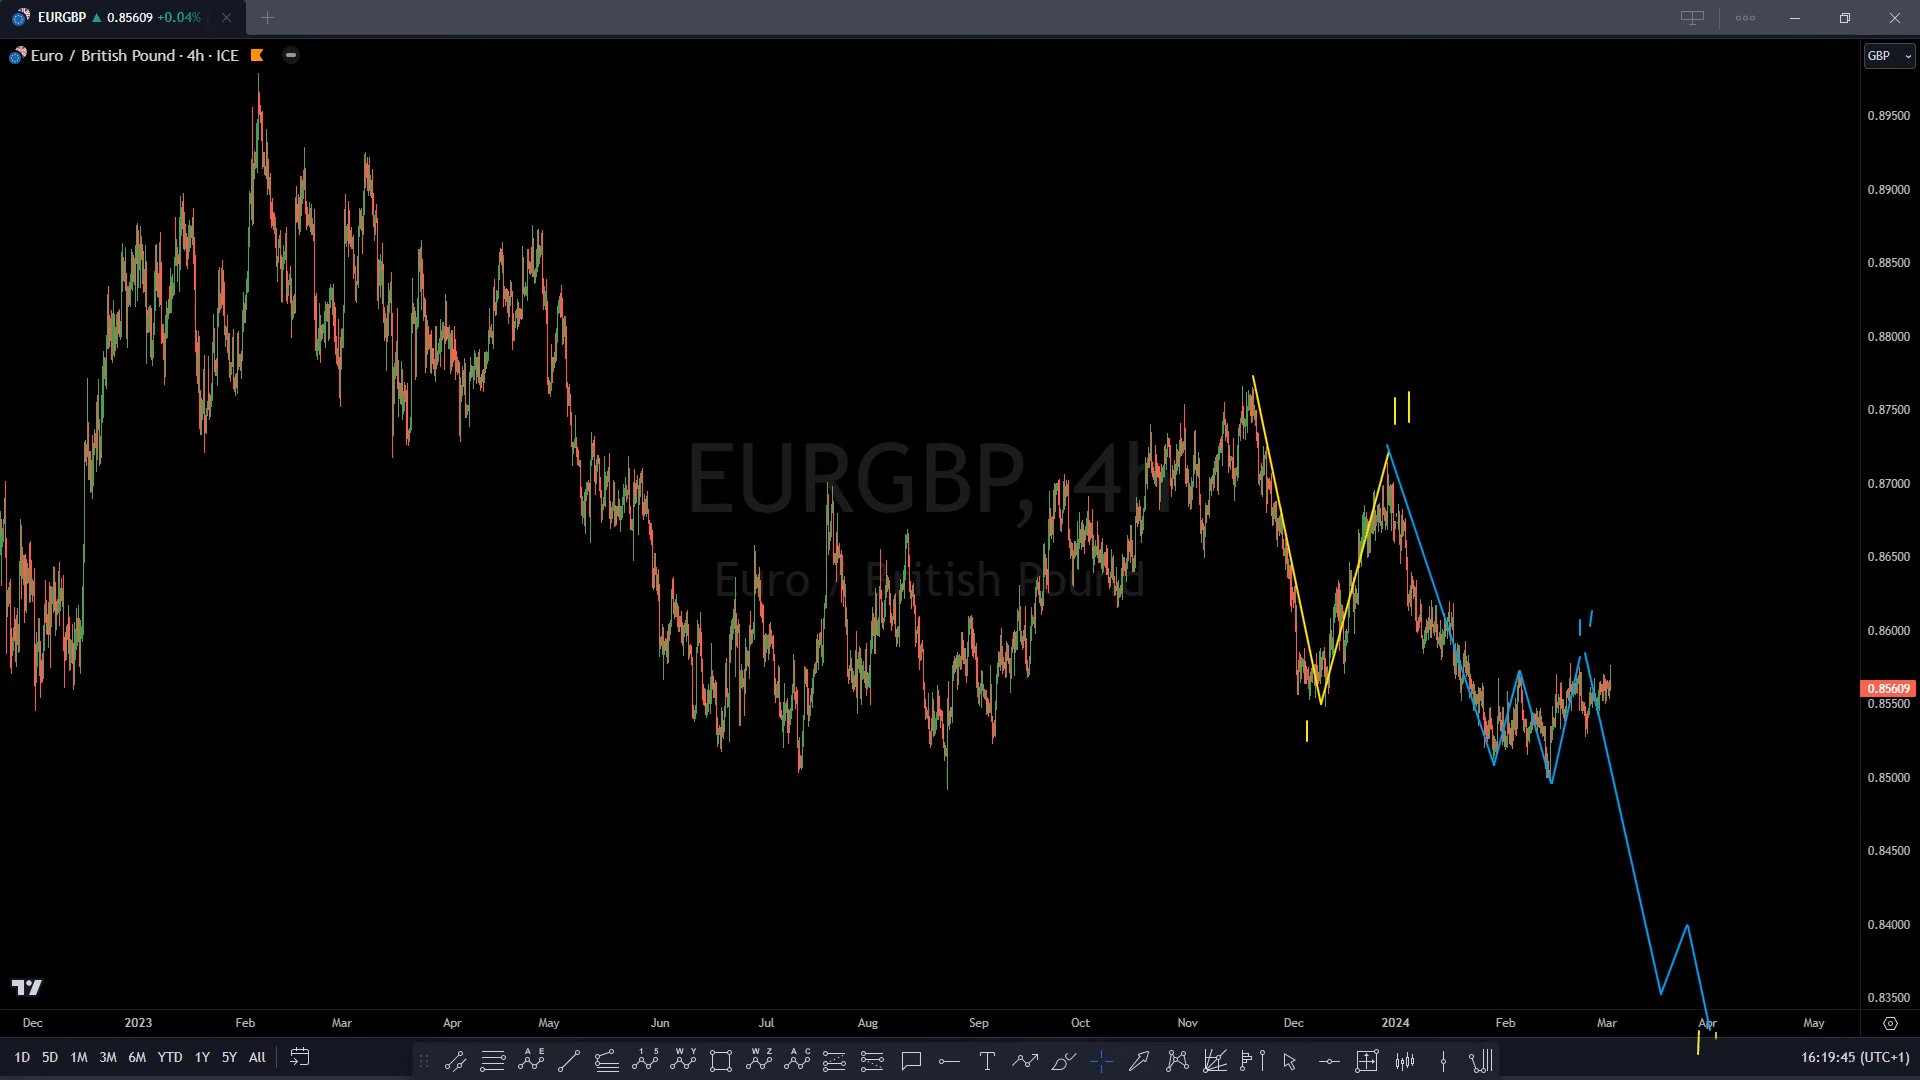 EURGBP ▲ 0.85609 +0.04% /
Euro / British Pound · 4h · ICE
GBP
0.89500
0.89000
0.88500
0.88000
0.87500
0.87000
0.86500
0.86000
0.85609
0.85500
0.85000
0.84500
0.84000
0.83500
EURGBP, 4h
Euro / British Pound
Dec 2023 Feb Mar Apr May Jun Jul Aug Sep Oct Nov Dec 2024 Feb Mar Apr May
1D 5D 1M 3M 6M YTD 1Y 5Y All
A E
1 5
W Y
W Z
A C
T
16:19:45 (UTC+1)